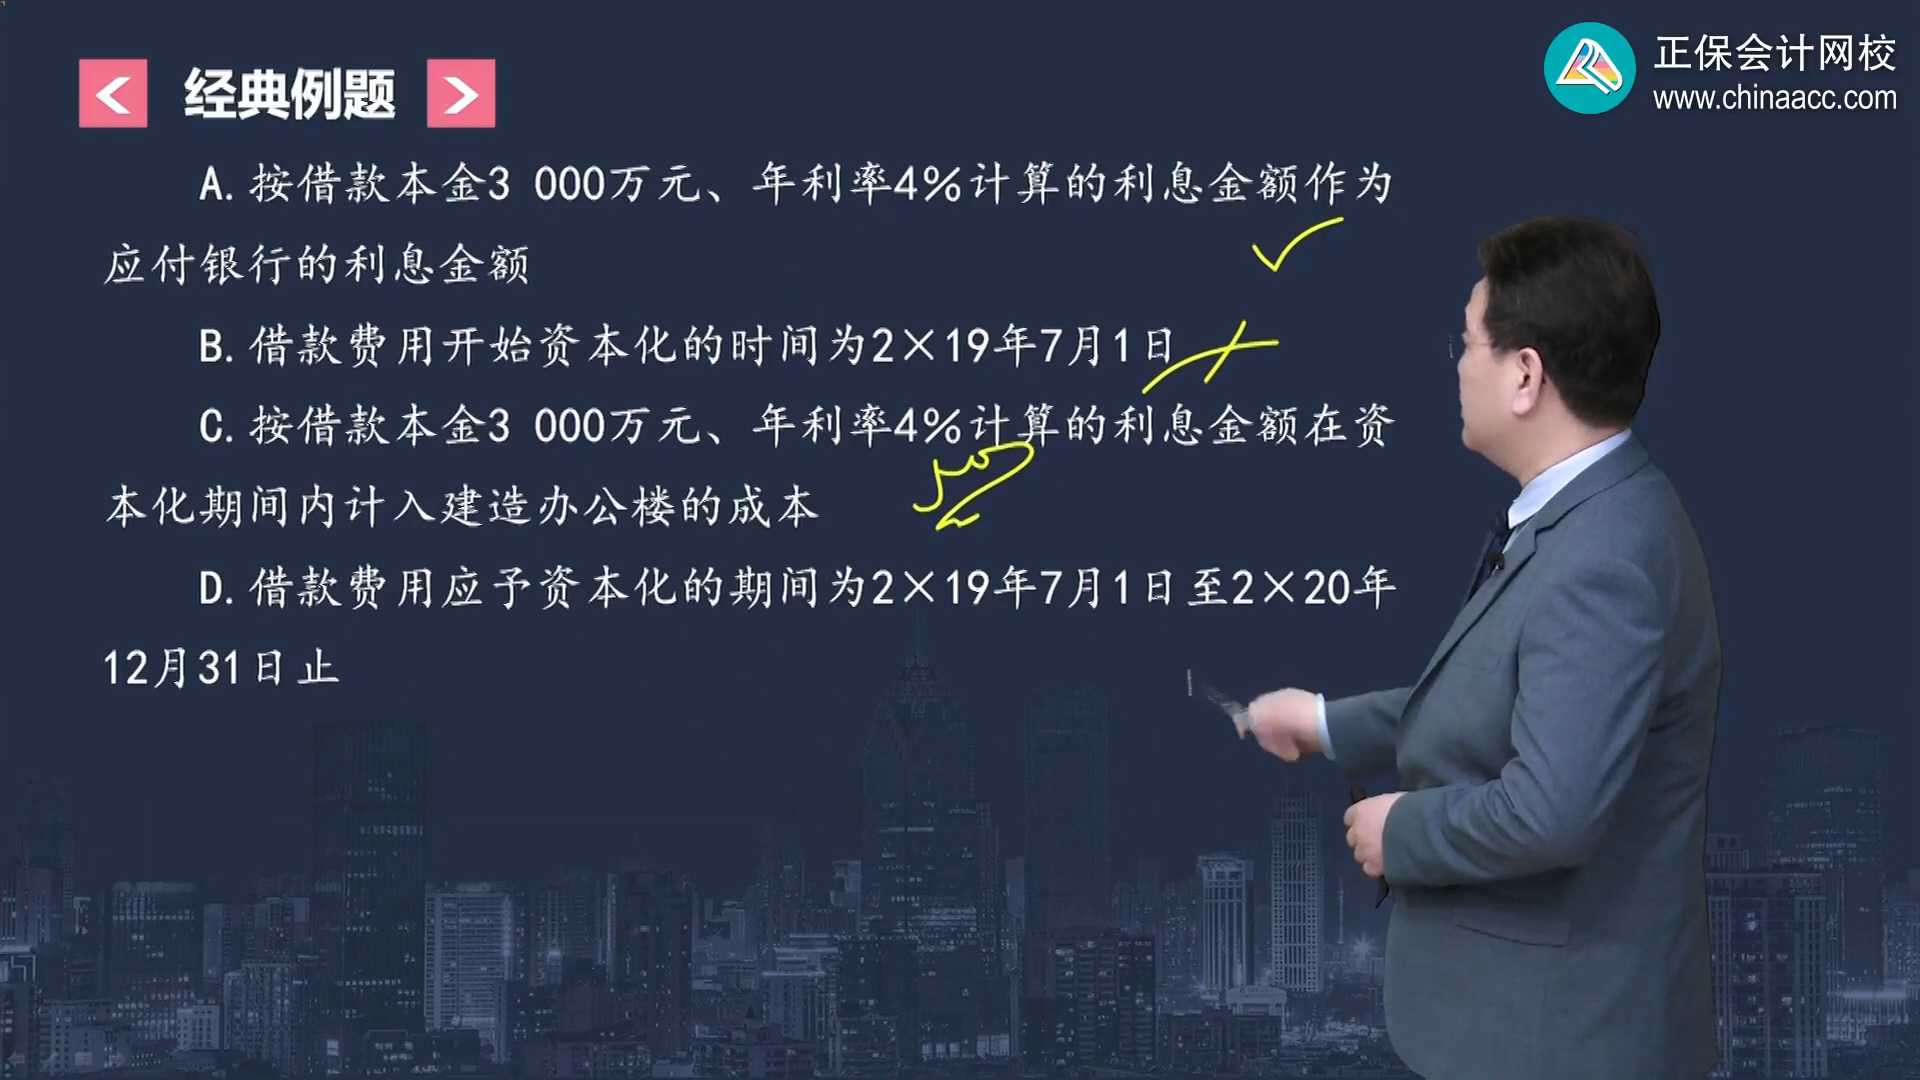 正保会计网校
www.chinaacc.com
经典例题
A.按借款本金3 000万元、年利率4%计算的利息金额作为
应付银行的利息金额
B.借款费用开始资本化的时间为2×19年7月1日
C.按借款本金3 000万元、年利率4%计算的利息金额在资
本化期间内计入建造办公楼的成本
D.借款费用应予资本化的期间为2×19年7月1日至2×20年
12月31日止